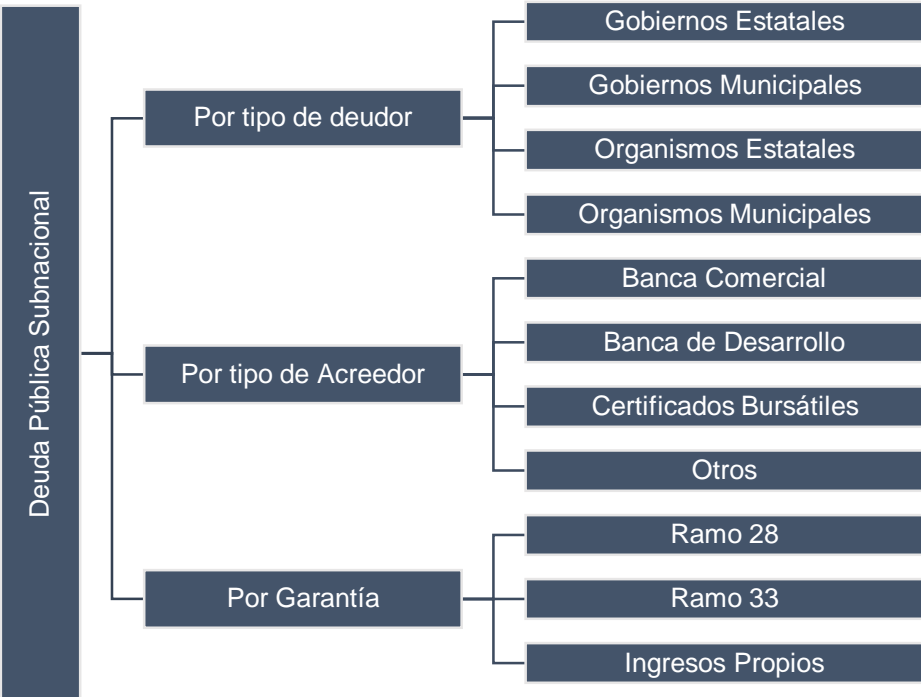 Deuda Pública Subnacional
Por tipo de deudor
Gobiernos Estatales
Gobiernos Municipales
Organismos Estatales
Organismos Municipales
Por tipo de Acreedor
Banca Comercial
Banca de Desarrollo
Certificados Bursátiles
Otros
Por Garantía
Ramo 28
Ramo 33
Ingresos Propios